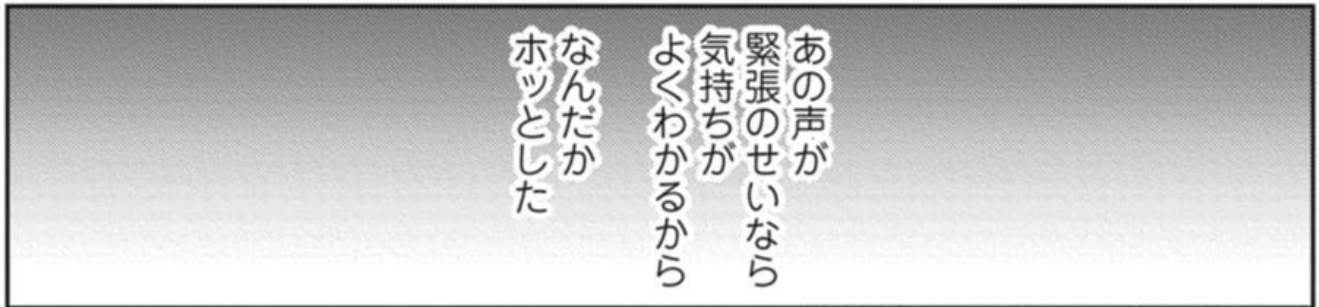 あの声が
緊張のせいなら
気持ちが
よくわかるから
なんだか
ホッとした